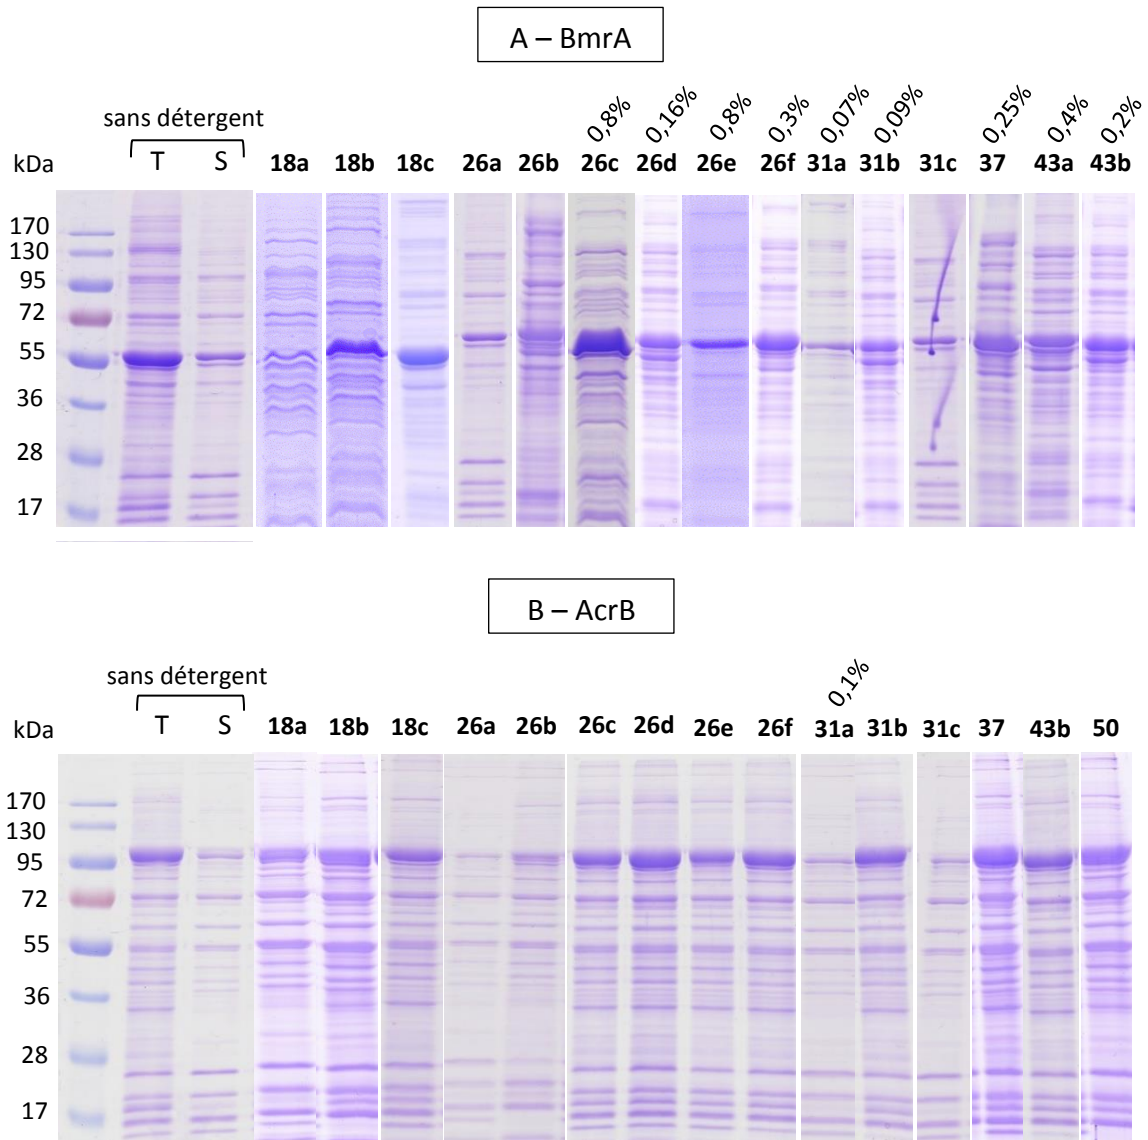 A – BmrA
0,8% 0,16% 0,8% 0,3% 0,07% 0,09% 0,25% 0,4% 0,2%
sans détergent
kDa T S 18a 18b 18c 26a 26b 26c 26d 26e 26f 31a 31b 31c 37 43a 43b
170
130
95
72
55
36
28
17
B – AcrB
sans détergent
0,1%
kDa T S 18a 18b 18c 26a 26b 26c 26d 26e 26f 31a 31b 31c 37 43b 50
170
130
95
72
55
36
28
17